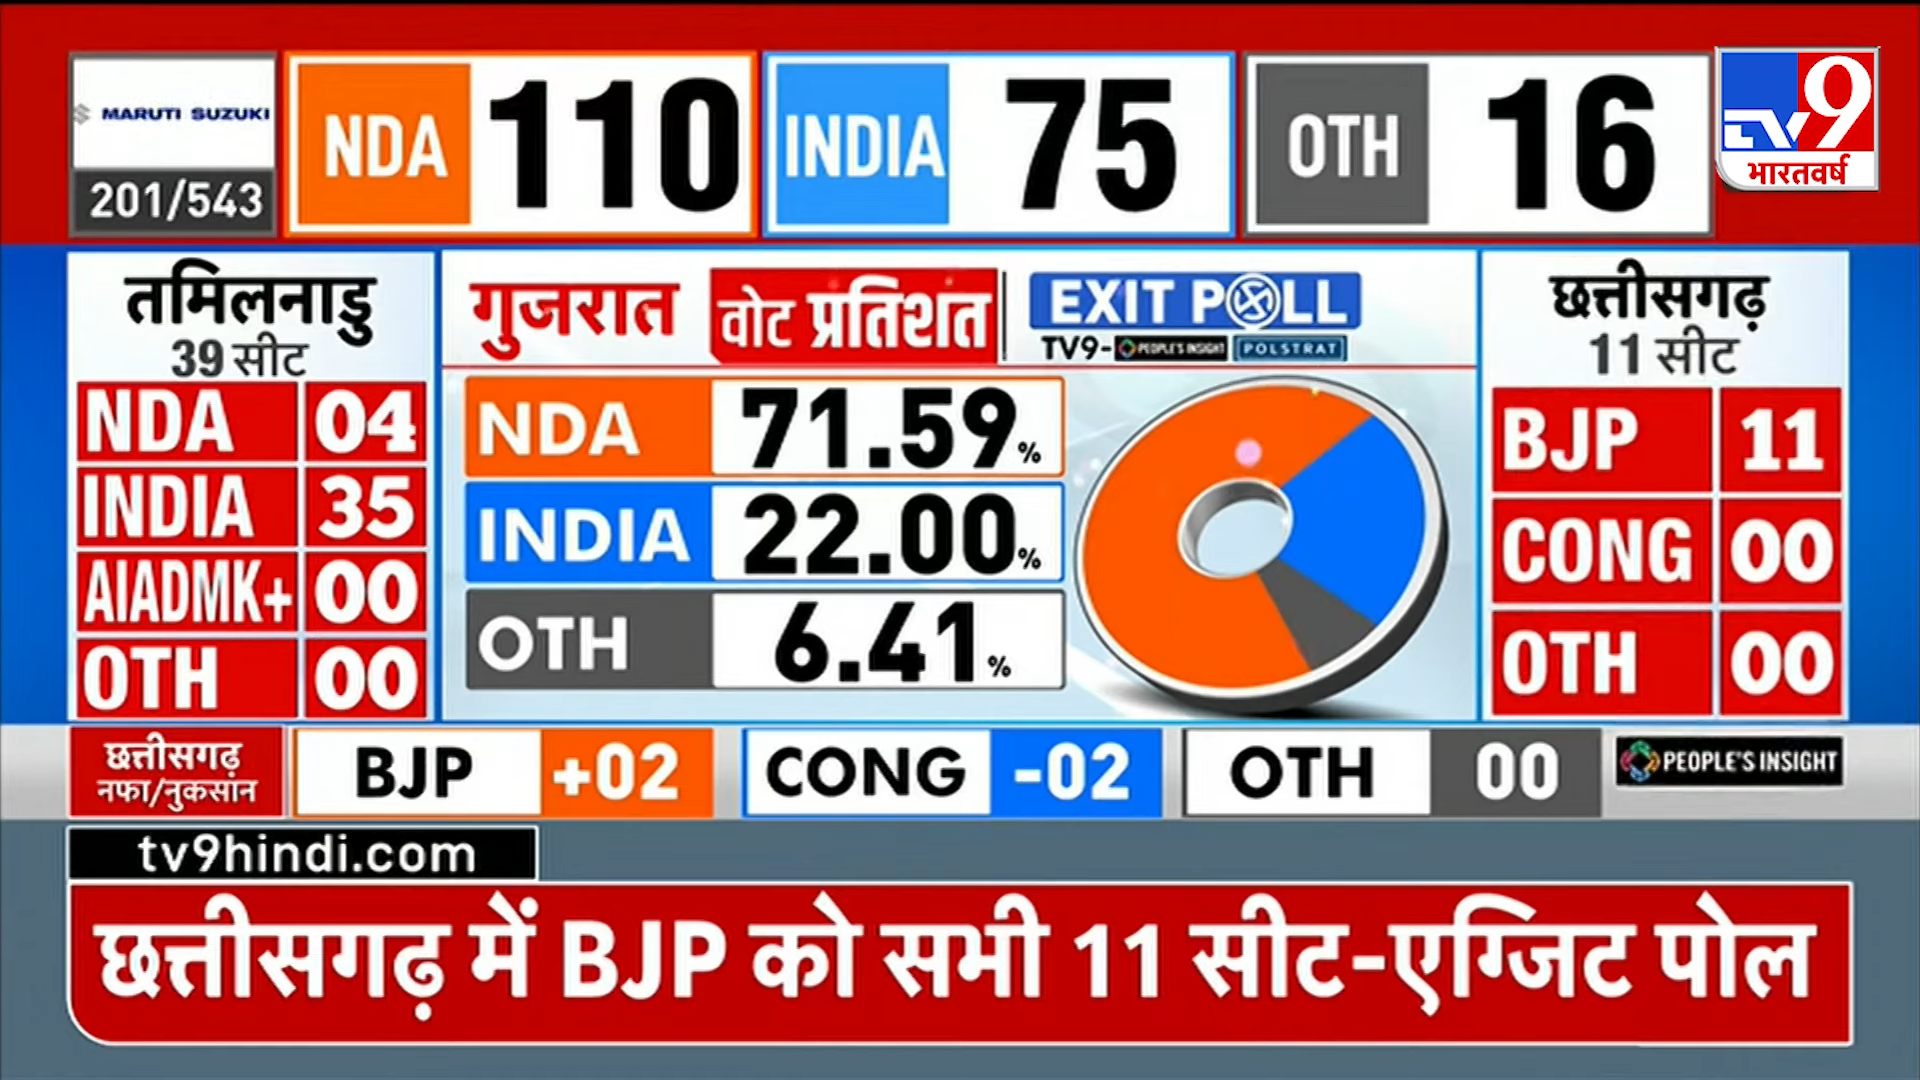 MARUTI SUZUKI
201/543
NDA 110
INDIA 75
OTH 16
TV9
भारतवर्ष
तमिलनाडु
39 सीट
NDA 04
INDIA 35
AIADMK+ 00
OTH 00
गुजरात वोट प्रतिशत
EXIT POLL
TV9- PEOPLE'S INSIGHT POLSTRAT
NDA 71.59%
INDIA 22.00%
OTH 6.41%
छत्तीसगढ़
11 सीट
BJP 11
CONG 00
OTH 00
छत्तीसगढ़
नफा/नुकसान
BJP +02 CONG -02 OTH 00
PEOPLE'S INSIGHT
tv9hindi.com
छत्तीसगढ़ में BJP को सभी 11 सीट-एग्जिट पोल